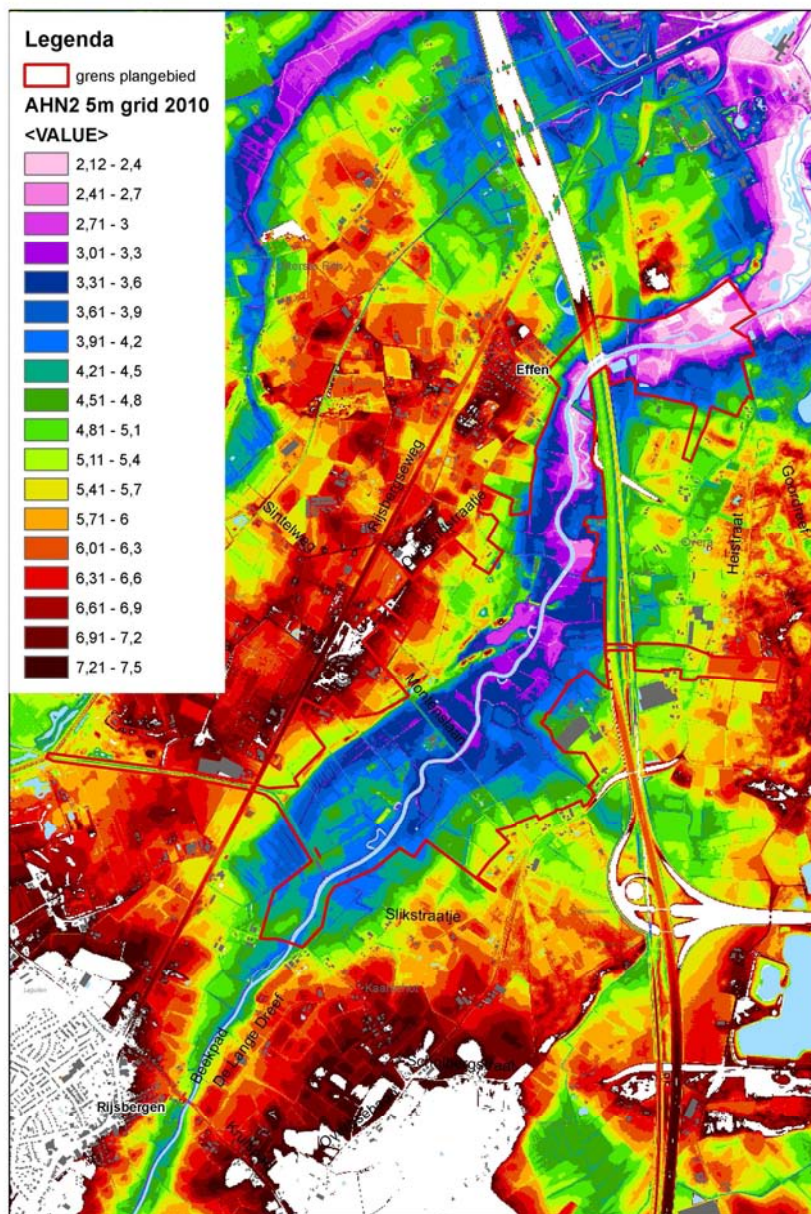 Legenda
grens plangebied
AHN2 5m grid 2010
<VALUE>
2,12 - 2,4
2,41 - 2,7
2,71 - 3
3,01 - 3,3
3,31 - 3,6
3,61 - 3,9
3,91 - 4,2
4,21 - 4,5
4,51 - 4,8
4,81 - 5,1
5,11 - 5,4
5,41 - 5,7
5,71 - 6
6,01 - 6,3
6,31 - 6,6
6,61 - 6,9
6,91 - 7,2
7,21 - 7,5
Effen
Rijsbergseweg
Sintelweg
Overa
Heistraat
Slikstraatje
Kaarschot
Beekpad
De Lange Dreef
Rijsbergen